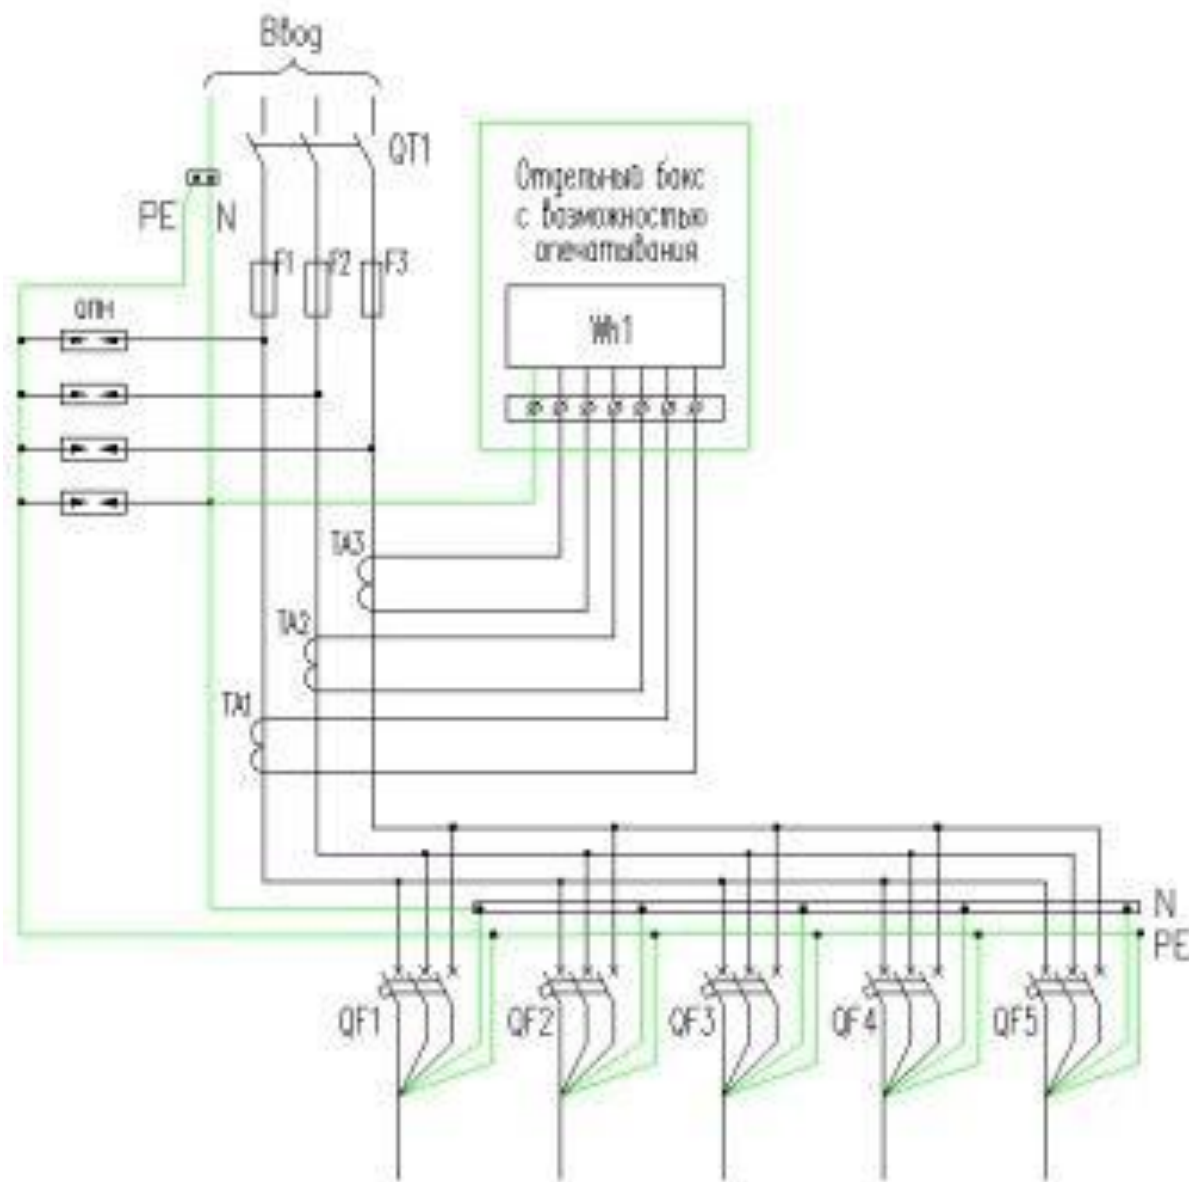 Ввод
QT1
Отдельный бокс
с возможностью
опечатывания
PE N
F1 F2 F3
ОПН
Wh1
TA3
TA2
TA1
N
PE
QF1 QF2 QF3 QF4 QF5